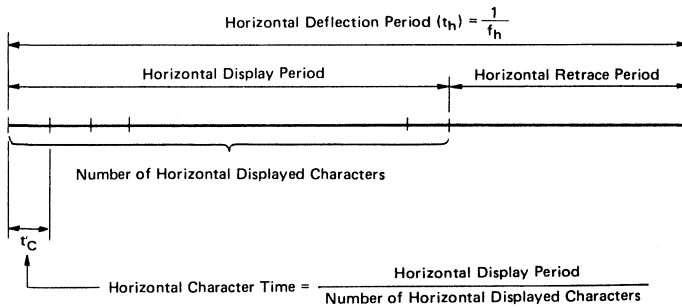 Horizontal Deflection Period (th) = 1/fh
Horizontal Display Period
Horizontal Retrace Period
Number of Horizontal Displayed Characters
t'C
Horizontal Character Time = Horizontal Display Period / Number of Horizontal Displayed Characters